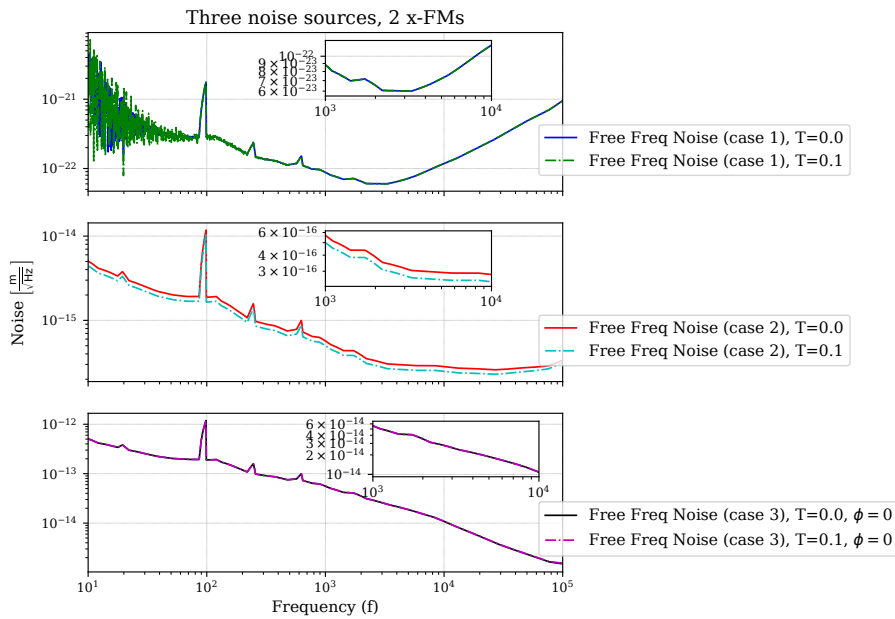 Three noise sources, 2 x-FMs
10⁻²¹
10⁻²²
10⁻²²
9 × 10⁻²³
8 × 10⁻²³
7 × 10⁻²³
6 × 10⁻²³
10³ 10⁴
Free Freq Noise (case 1), T=0.0
Free Freq Noise (case 1), T=0.1
Noise [m/√Hz]
10⁻¹⁴
10⁻¹⁵
6 × 10⁻¹⁶
4 × 10⁻¹⁶
3 × 10⁻¹⁶
10³ 10⁴
Free Freq Noise (case 2), T=0.0
Free Freq Noise (case 2), T=0.1
10⁻¹²
10⁻¹³
10⁻¹⁴
6 × 10⁻¹⁴
4 × 10⁻¹⁴
3 × 10⁻¹⁴
2 × 10⁻¹⁴
10⁻¹⁴
10³ 10⁴
Free Freq Noise (case 3), T=0.0, ϕ = 0
Free Freq Noise (case 3), T=0.1, ϕ = 0
10¹ 10² 10³ 10⁴ 10⁵
Frequency (f)